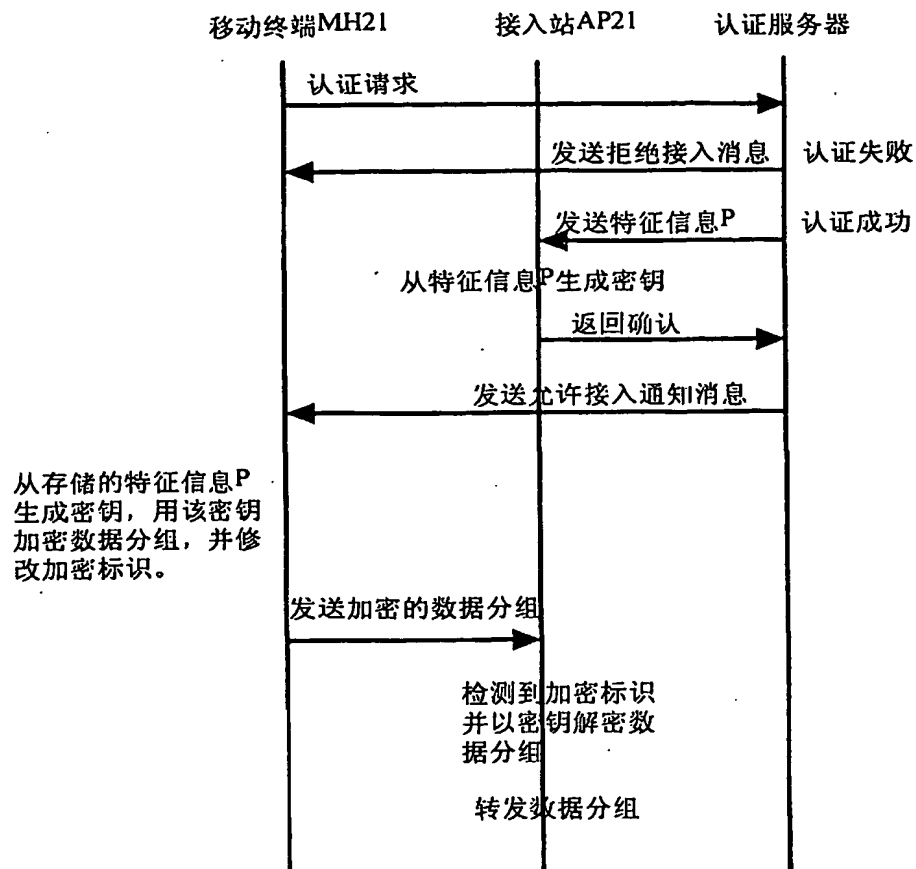 移动终端MH21 接入站AP21 认证服务器
认证请求
发送拒绝接入消息 认证失败
发送特征信息P 认证成功
从特征信息P生成密钥
返回确认
发送允许接入通知消息
从存储的特征信息P
生成密钥，用该密钥
加密数据分组，并修
改加密标识。
发送加密的数据分组
检测到加密标识
并以密钥解密数
据分组
转发数据分组